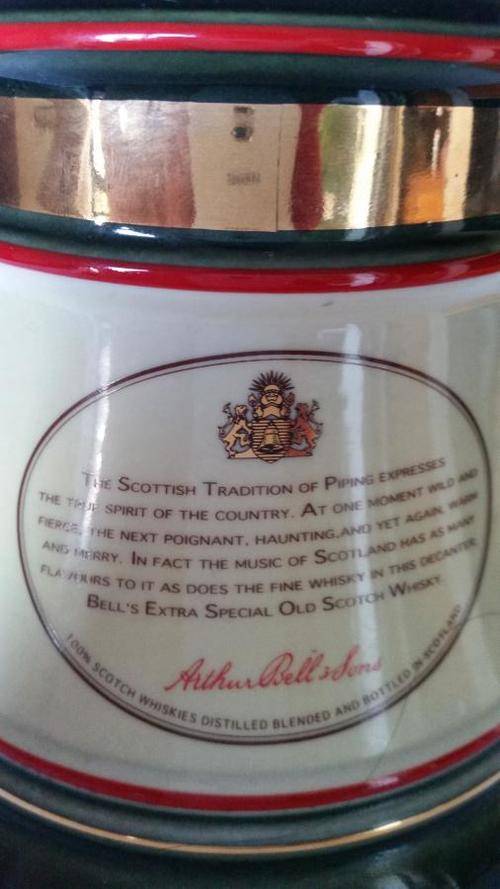 The Scottish Tradition of Piping expresses
the true spirit of the country. At one moment wild and
fierce, the next poignant, haunting, and yet again, warm
and merry. In fact the music of Scotland has as many
flavours to it as does the fine whisky in this decanter
Bell's Extra Special Old Scotch Whisky.
Arthur Bell & Sons
100% SCOTCH WHISKIES DISTILLED BLENDED AND BOTTLED IN SCOTLAND